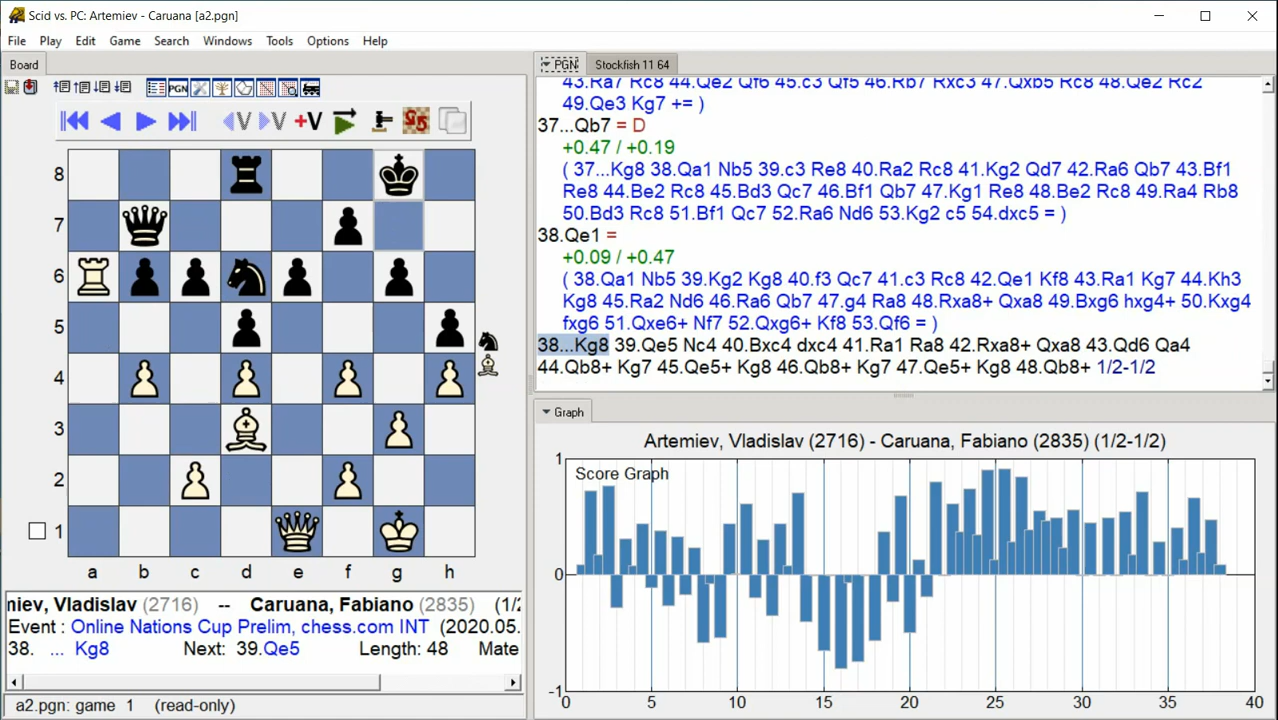 Scid vs. PC: Artemiev - Caruana [a2.pgn]
File Play Edit Game Search Windows Tools Options Help
Board
PGN
V V +V
8
7
6
5
4
3
2
1
a b c d e f g h
miev, Vladislav (2716) -- Caruana, Fabiano (2835) (1/2
Event : Online Nations Cup Prelim, chess.com INT (2020.05.
38. ... Kg8 Next: 39.Qe5 Length: 48 Mate
a2.pgn: game 1 (read-only)
PGN Stockfish 11 64
43.Ra7 Rc8 44.Qe2 Qf6 45.c3 Qf5 46.Rb7 Rxc3 47.Qxb5 Rc8 48.Qe2 Rc2
49.Qe3 Kg7 += )
37...Qb7 = D
+0.47 / +0.19
( 37...Kg8 38.Qa1 Nb5 39.c3 Re8 40.Ra2 Rc8 41.Kg2 Qd7 42.Ra6 Qb7 43.Bf1
Re8 44.Be2 Rc8 45.Bd3 Qc7 46.Bf1 Qb7 47.Kg1 Re8 48.Be2 Rc8 49.Ra4 Rb8
50.Bd3 Rc8 51.Bf1 Qc7 52.Ra6 Nd6 53.Kg2 c5 54.dxc5 = )
38.Qe1 =
+0.09 / +0.47
( 38.Qa1 Nb5 39.Kg2 Kg8 40.f3 Qc7 41.c3 Rc8 42.Qe1 Kf8 43.Ra1 Kg7 44.Kh3
Kg8 45.Ra2 Nd6 46.Ra6 Qb7 47.g4 Ra8 48.Rxa8+ Qxa8 49.Bxg6 hxg4+ 50.Kxg4
fxg6 51.Qxe6+ Nf7 52.Qxg6+ Kf8 53.Qf6 = )
38...Kg8 39.Qe5 Nc4 40.Bxc4 dxc4 41.Ra1 Ra8 42.Rxa8+ Qxa8 43.Qd6 Qa4
44.Qb8+ Kg7 45.Qe5+ Kg8 46.Qb8+ Kg7 47.Qe5+ Kg8 48.Qb8+ 1/2-1/2
Graph
Artemiev, Vladislav (2716) - Caruana, Fabiano (2835) (1/2-1/2)
Score Graph
1
0
-1
0 5 10 15 20 25 30 35 40